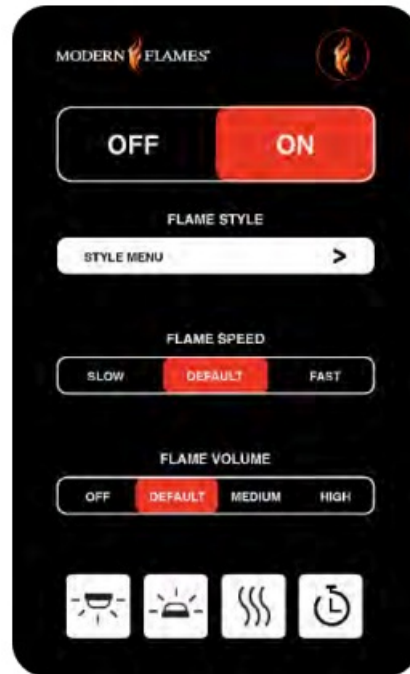 MODERN FLAMES®
OFF ON
FLAME STYLE
STYLE MENU >
FLAME SPEED
SLOW DEFAULT FAST
FLAME VOLUME
OFF DEFAULT MEDIUM HIGH